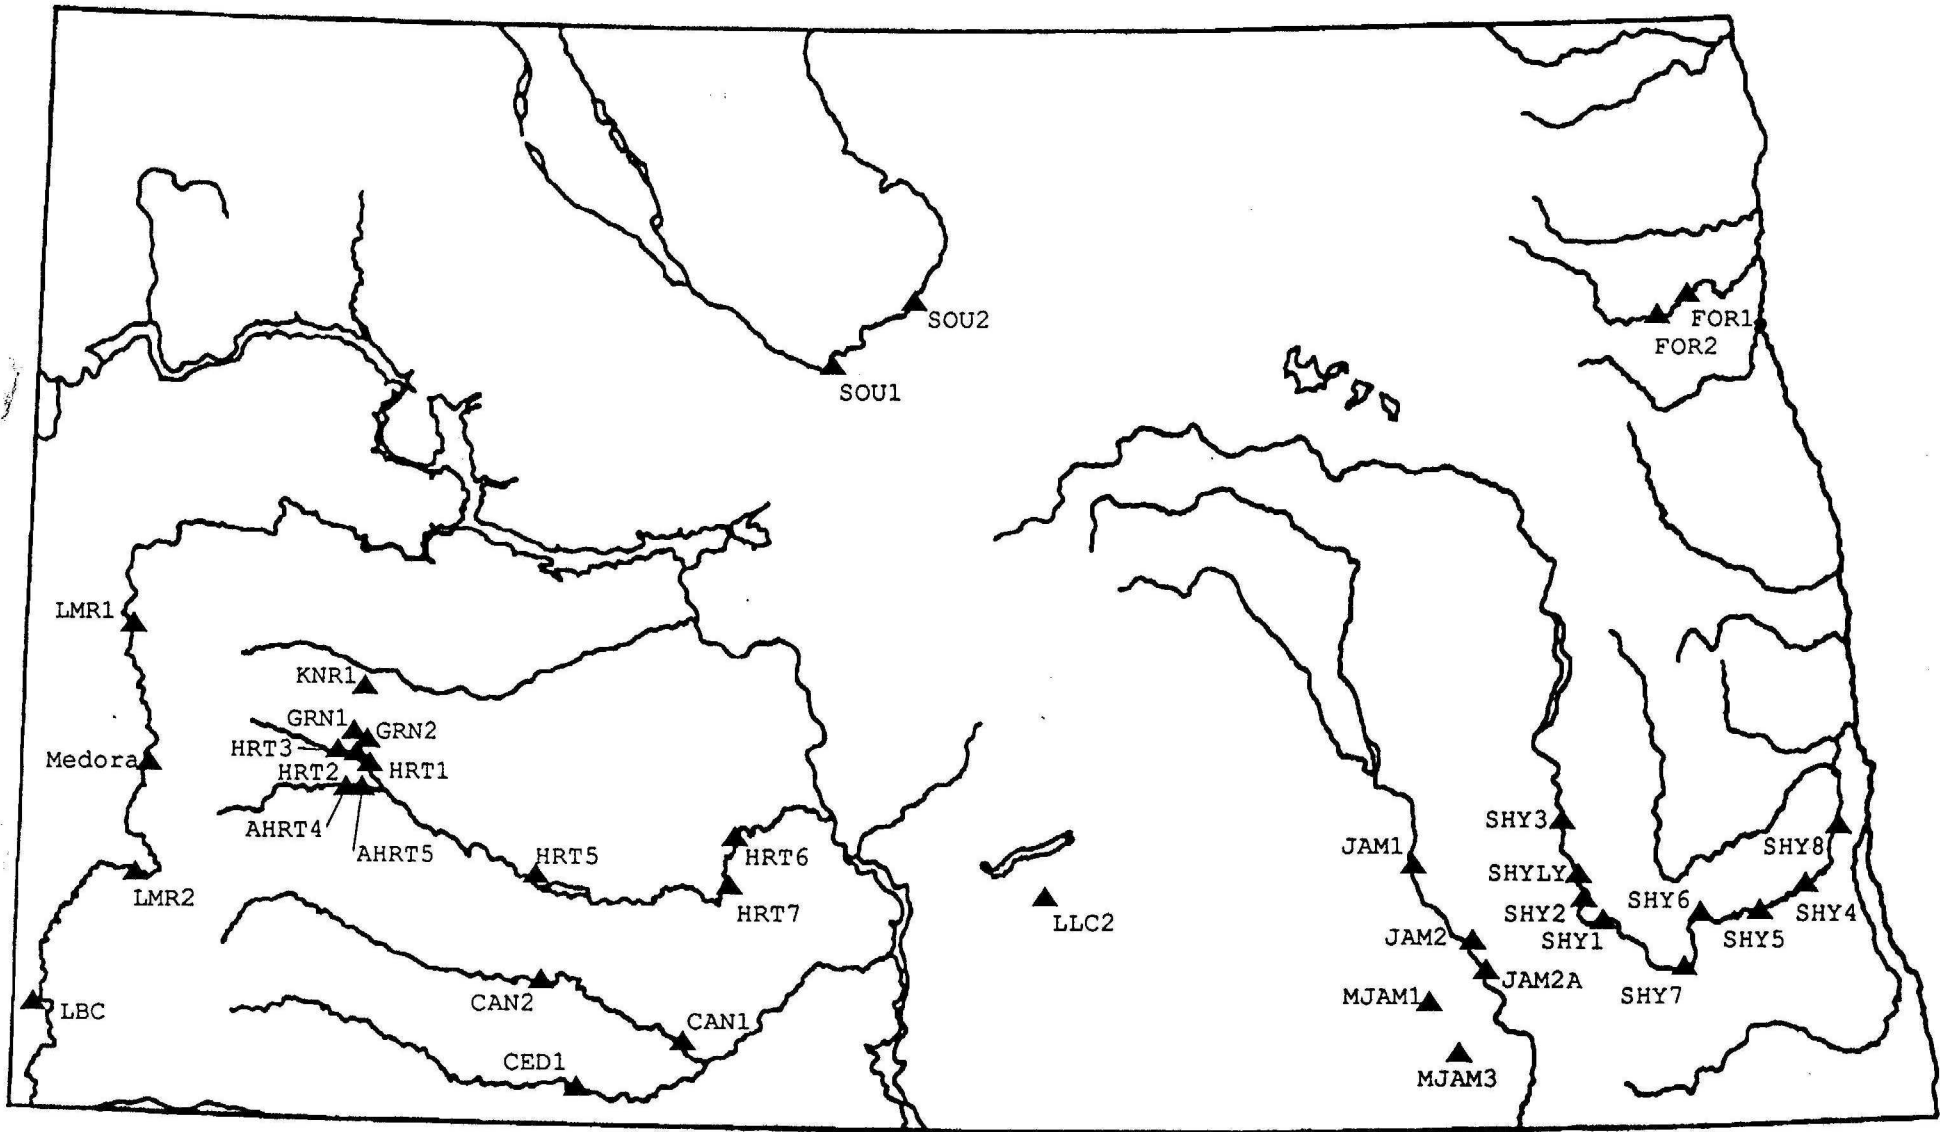 SOU2
FOR1
FOR2
SOU1
LMR1
KNR1
GRN1
GRN2
HRT3
Medora
HRT2
HRT1
AHRT4
AHRT5
SHY3
JAM1
SHY8
HRT5
HRT6
SHYLY
LMR2
HRT7
LLC2
SHY2
SHY6
SHY4
JAM2
SHY1
SHY5
JAM2A
SHY7
CAN2
MJAM1
LBC
CAN1
CED1
MJAM3